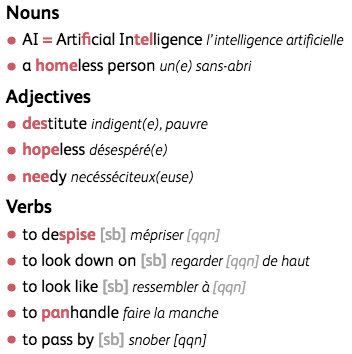 Nouns
• AI = Artificial Intelligence l'intelligence artificielle
• a homeless person un(e) sans-abri
Adjectives
• destitute indigent(e), pauvre
• hopeless désespéré(e)
• needy necésséciteux(euse)
Verbs
• to despise [sb] mépriser [qqn]
• to look down on [sb] regarder [qqn] de haut
• to look like [sb] ressembler à [qqn]
• to panhandle faire la manche
• to pass by [sb] snober [qqn]